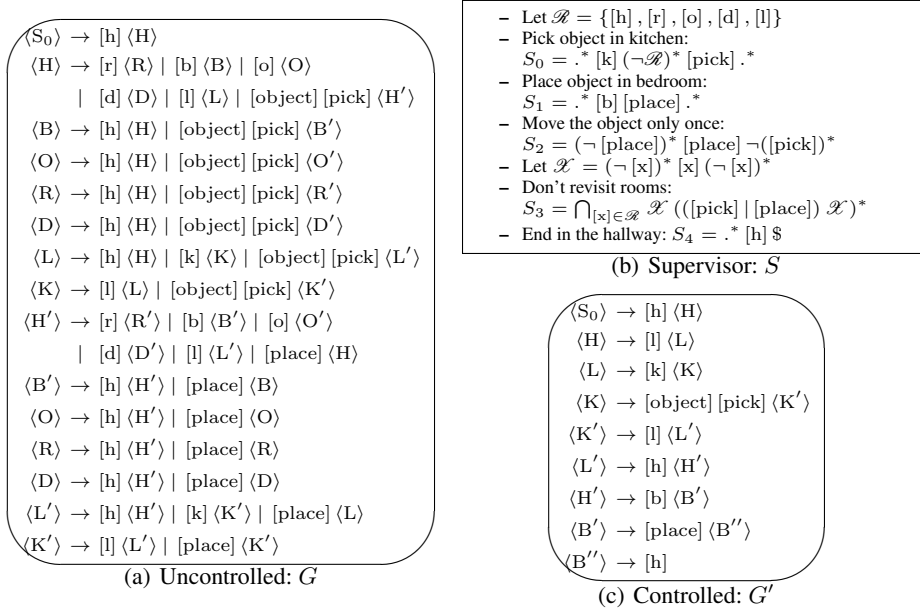 ⟨S₀⟩ → [h] ⟨H⟩
⟨H⟩ → [r] ⟨R⟩ | [b] ⟨B⟩ | [o] ⟨O⟩
| [d] ⟨D⟩ | [l] ⟨L⟩ | [object] [pick] ⟨H′⟩
⟨B⟩ → [h] ⟨H⟩ | [object] [pick] ⟨B′⟩
⟨O⟩ → [h] ⟨H⟩ | [object] [pick] ⟨O′⟩
⟨R⟩ → [h] ⟨H⟩ | [object] [pick] ⟨R′⟩
⟨D⟩ → [h] ⟨H⟩ | [object] [pick] ⟨D′⟩
⟨L⟩ → [h] ⟨H⟩ | [k] ⟨K⟩ | [object] [pick] ⟨L′⟩
⟨K⟩ → [l] ⟨L⟩ | [object] [pick] ⟨K′⟩
⟨H′⟩ → [r] ⟨R′⟩ | [b] ⟨B′⟩ | [o] ⟨O′⟩
| [d] ⟨D′⟩ | [l] ⟨L′⟩ | [place] ⟨H⟩
⟨B′⟩ → [h] ⟨H′⟩ | [place] ⟨B⟩
⟨O⟩ → [h] ⟨H′⟩ | [place] ⟨O⟩
⟨R⟩ → [h] ⟨H′⟩ | [place] ⟨R⟩
⟨D⟩ → [h] ⟨H′⟩ | [place] ⟨D⟩
⟨L′⟩ → [h] ⟨H′⟩ | [k] ⟨K′⟩ | [place] ⟨L⟩
⟨K′⟩ → [l] ⟨L′⟩ | [place] ⟨K′⟩
(a) Uncontrolled: G
– Let ℛ = {[h] , [r] , [o] , [d] , [l]}
– Pick object in kitchen:
S₀ = .* [k] (¬ℛ)* [pick] .*
– Place object in bedroom:
S₁ = .* [b] [place] .*
– Move the object only once:
S₂ = (¬ [place])* [place] ¬([pick])*
– Let 𝒳 = (¬ [x])* [x] (¬ [x])*
– Don't revisit rooms:
S₃ = ⋂_{[x]∈ℛ} 𝒳 (([pick] | [place]) 𝒳)*
– End in the hallway: S₄ = .* [h] $
(b) Supervisor: S
⟨S₀⟩ → [h] ⟨H⟩
⟨H⟩ → [l] ⟨L⟩
⟨L⟩ → [k] ⟨K⟩
⟨K⟩ → [object] [pick] ⟨K′⟩
⟨K′⟩ → [l] ⟨L′⟩
⟨L′⟩ → [h] ⟨H′⟩
⟨H′⟩ → [b] ⟨B′⟩
⟨B′⟩ → [place] ⟨B″⟩
⟨B″⟩ → [h]
(c) Controlled: G′